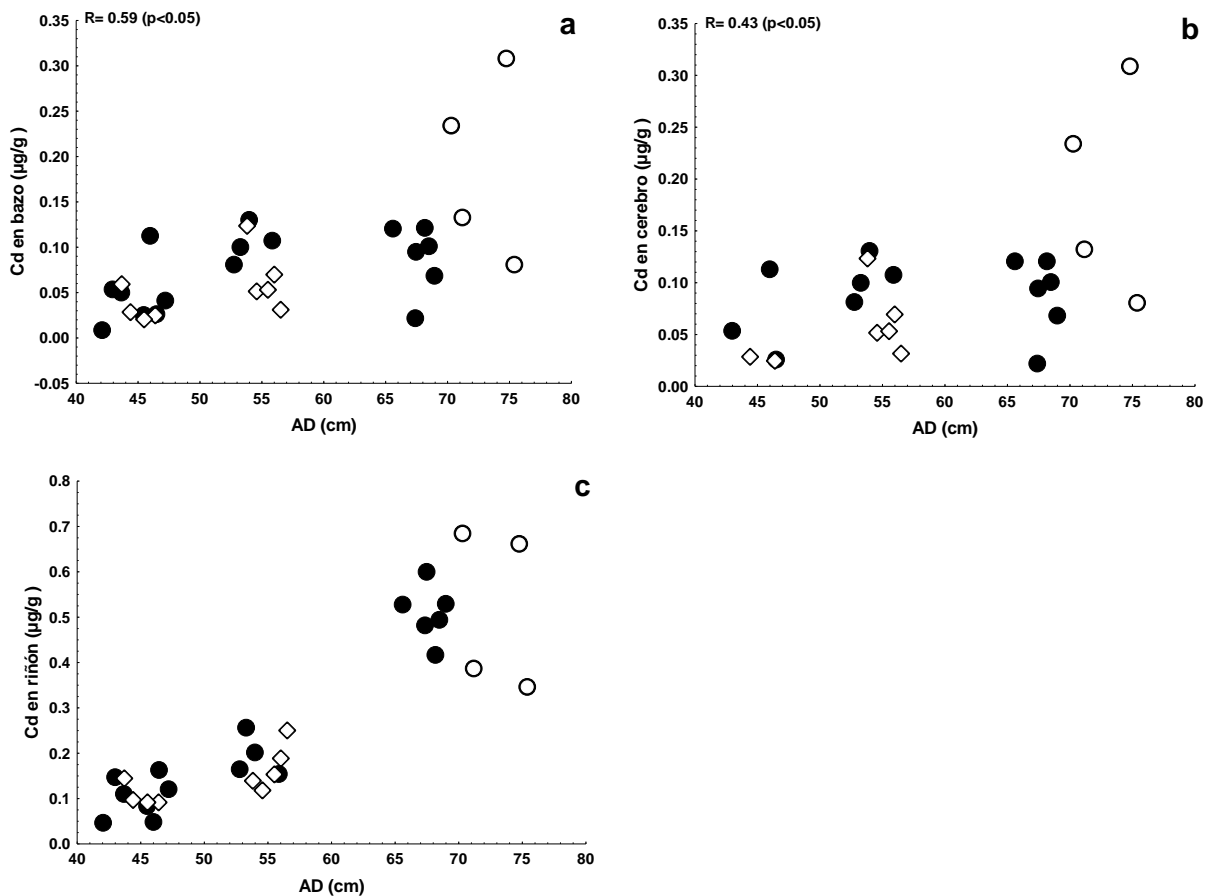 R= 0.59 (p<0.05)
a
0.35
0.30
0.25
0.20
0.15
0.10
0.05
0.00
-0.05
Cd en bazo (µg/g )
40 45 50 55 60 65 70 75 80
AD (cm)
R= 0.43 (p<0.05)
b
0.35
0.30
0.25
0.20
0.15
0.10
0.05
0.00
Cd en cerebro (µg/g )
40 45 50 55 60 65 70 75 80
AD (cm)
c
0.8
0.7
0.6
0.5
0.4
0.3
0.2
0.1
0.0
Cd en riñón (µg/g )
40 45 50 55 60 65 70 75 80
AD (cm)